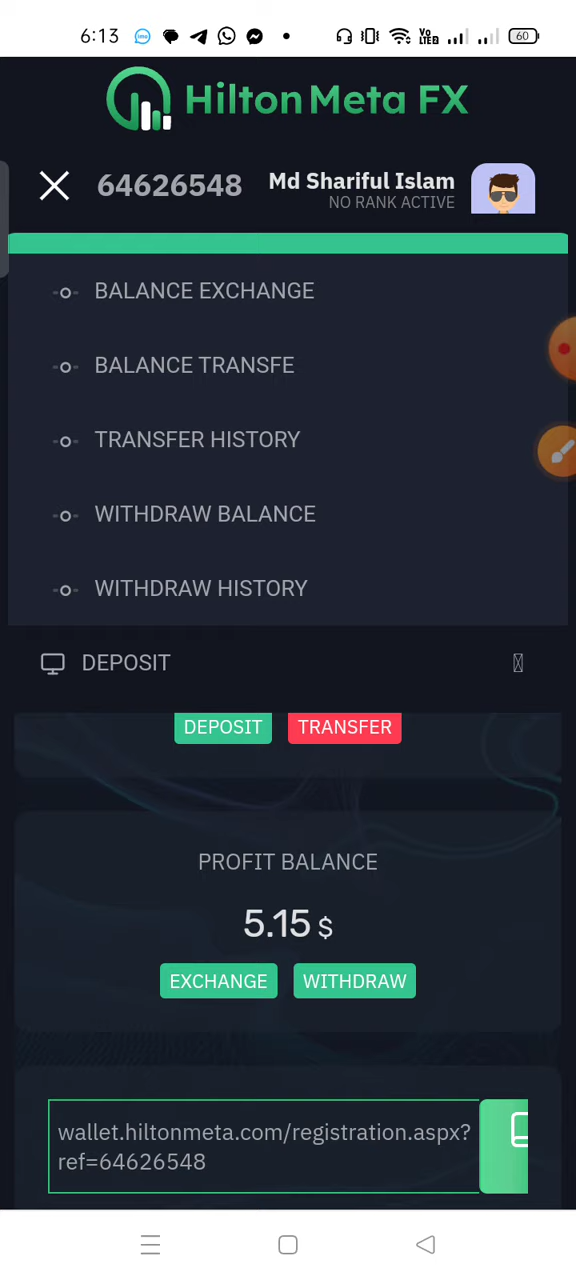 6:13
imo
VoLTE2
60
Hilton Meta FX
64626548
Md Shariful Islam
NO RANK ACTIVE
BALANCE EXCHANGE
BALANCE TRANSFE
TRANSFER HISTORY
WITHDRAW BALANCE
WITHDRAW HISTORY
DEPOSIT
DEPOSIT TRANSFER
PROFIT BALANCE
5.15 $
EXCHANGE WITHDRAW
wallet.hiltonmeta.com/registration.aspx?
ref=64626548